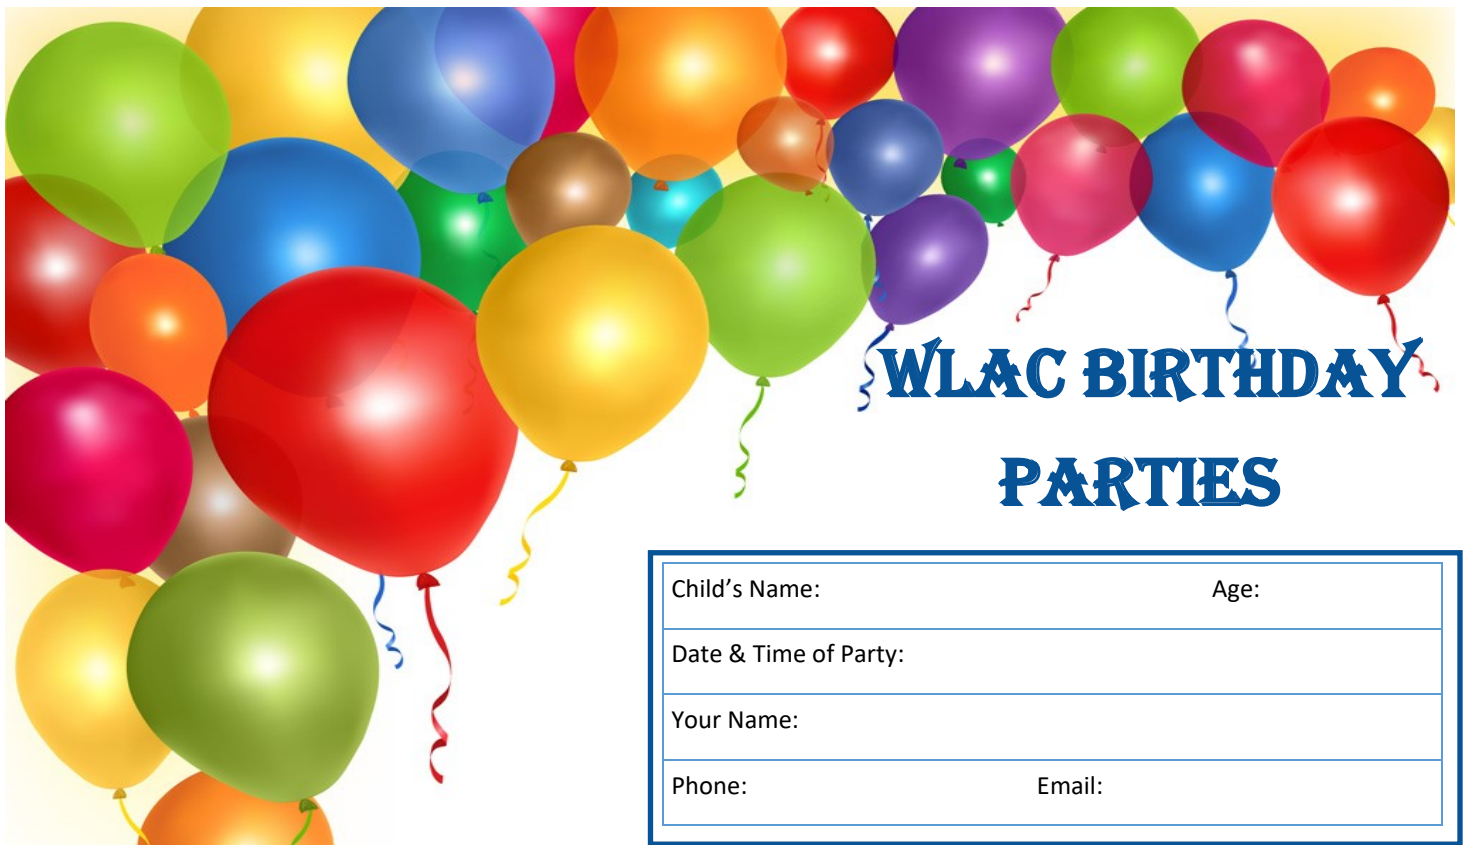 WLAC BIRTHDAY
PARTIES
Child’s Name: Age:
Date & Time of Party:
Your Name:
Phone: Email: